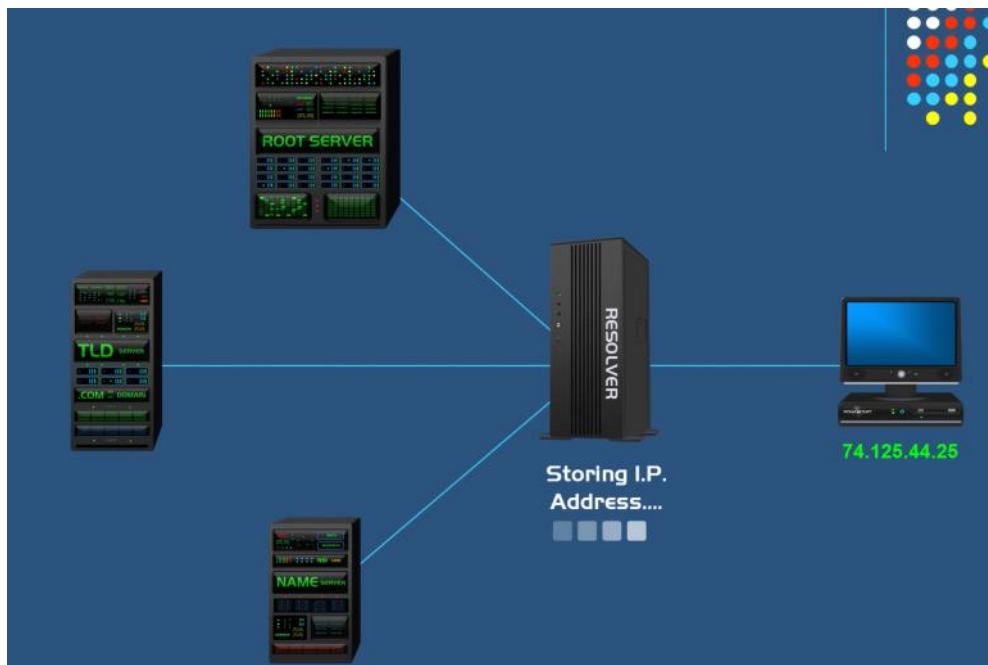 ROOT SERVER
TLD SERVER
.COM DOMAIN
NAME SERVER
RESOLVER
Storing I.P.
Address....
74.125.44.25